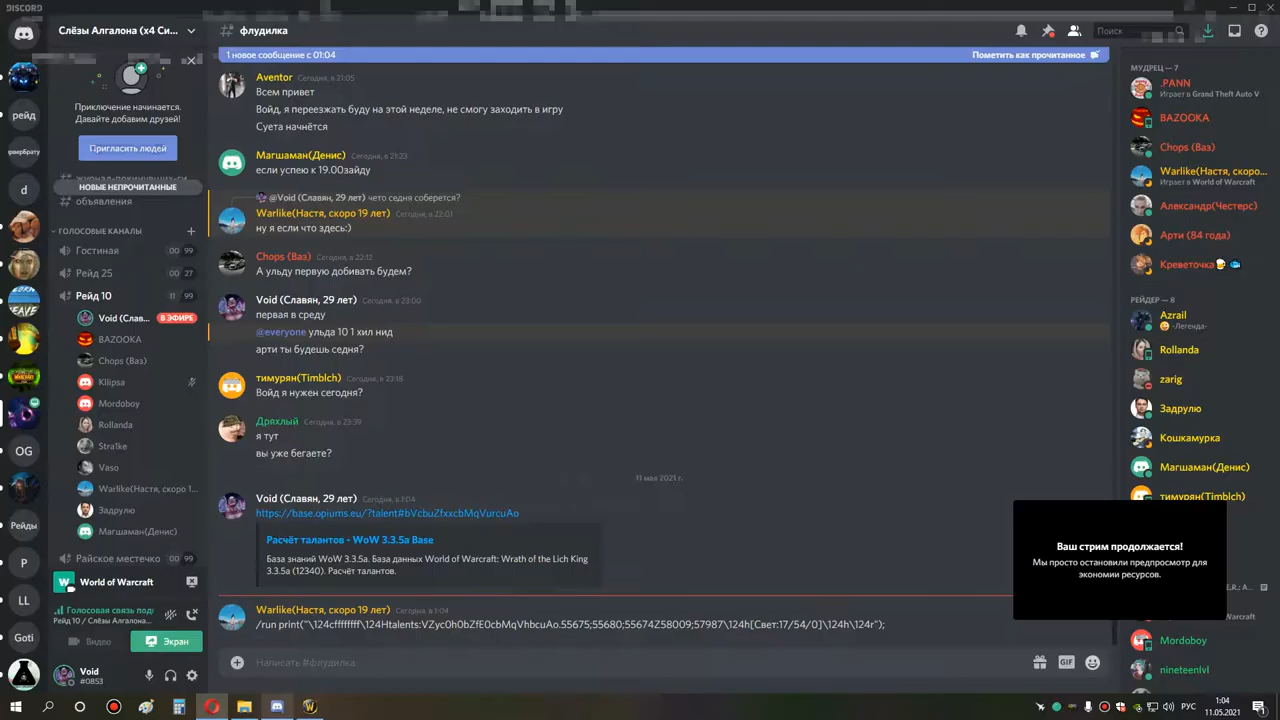 DISCORD
Слёзы Алгалона (x4 Си...
флудилка
Поиск
1 новое сообщение с 01:04
Пометить как прочитанное
Приключение начинается.
Давайте добавим друзей!
Пригласить людей
НОВЫЕ НЕПРОЧИТАННЫЕ
объявления
ГОЛОСОВЫЕ КАНАЛЫ
Гостиная
00 99
Рейд 25
00 27
Рейд 10
11 99
Void (Слав...
В ЭФИРЕ
BAZOOKA
Chops (Ваз)
Kllipsa
Mordoboy
Rollanda
Stra1ke
Vaso
Warlike(Настя, скоро 1...
Задрулю
Магшаман(Денис)
Райское местечко
00 99
World of Warcraft
Голосовая связь подк
Рейд 10 / Слёзы Алгалона...
Видео
Экран
Void
#0853
рейд
d
OG
Рейды
P
LL
Goti
Aventor Сегодня, в 21:05
Всем привет
Войд, я переезжать буду на этой неделе, не смогу заходить в игру
Суета начнётся
Магшаман(Денис) Сегодня, в 21:23
если успею к 19.00зайду
@Void (Славян, 29 лет) чето седня соберется?
Warlike(Настя, скоро 19 лет) Сегодня, в 22:01
ну я если что здесь:)
Chops (Ваз) Сегодня, в 22:12
А ульду первую добивать будем?
Void (Славян, 29 лет) Сегодня, в 23:00
первая в среду
@everyone ульда 10 1 хил нид
арти ты будешь седня?
тимурян(Timblch) Сегодня, в 23:18
Войд я нужен сегодня?
Дряхлый Сегодня, в 23:39
я тут
вы уже бегаете?
11 мая 2021 г.
Void (Славян, 29 лет) Сегодня, в 1:04
https://base.opiums.eu/?talent#bVcbuZfxxcbMqVurcuAo
Расчёт талантов - WoW 3.3.5a Base
База знаний WoW 3.3.5a. База данных World of Warcraft: Wrath of the Lich King
3.3.5a (12340). Расчёт талантов.
Warlike(Настя, скоро 19 лет) Сегодня, в 1:04
/run print("\124cffffffff\124Htalents:VZyc0h0bZfE0cbMqVhbcuAo.55675;55680;55674Z58009;57987\124h[Свет:17/54/0]\124h\124r");
Написать #флудилка
GIF
МУДРЕЦ — 7
.PANN
Играет в Grand Theft Auto V
BAZOOKA
Chops (Ваз)
Warlike(Настя, скоро...
Играет в World of Warcraft
Александр(Честерс)
Арти (84 года)
Креветочка
РЕЙДЕР — 8
Azrail
-Легенда-
Rollanda
zarig
Задрулю
Кошкамурка
Магшаман(Денис)
тимурян(Timblch)
Ваш стрим продолжается!
Мы просто остановили предпросмотр для
экономии ресурсов.
Mordoboy
nineteenlvl
РУС
1:04
11.05.2021